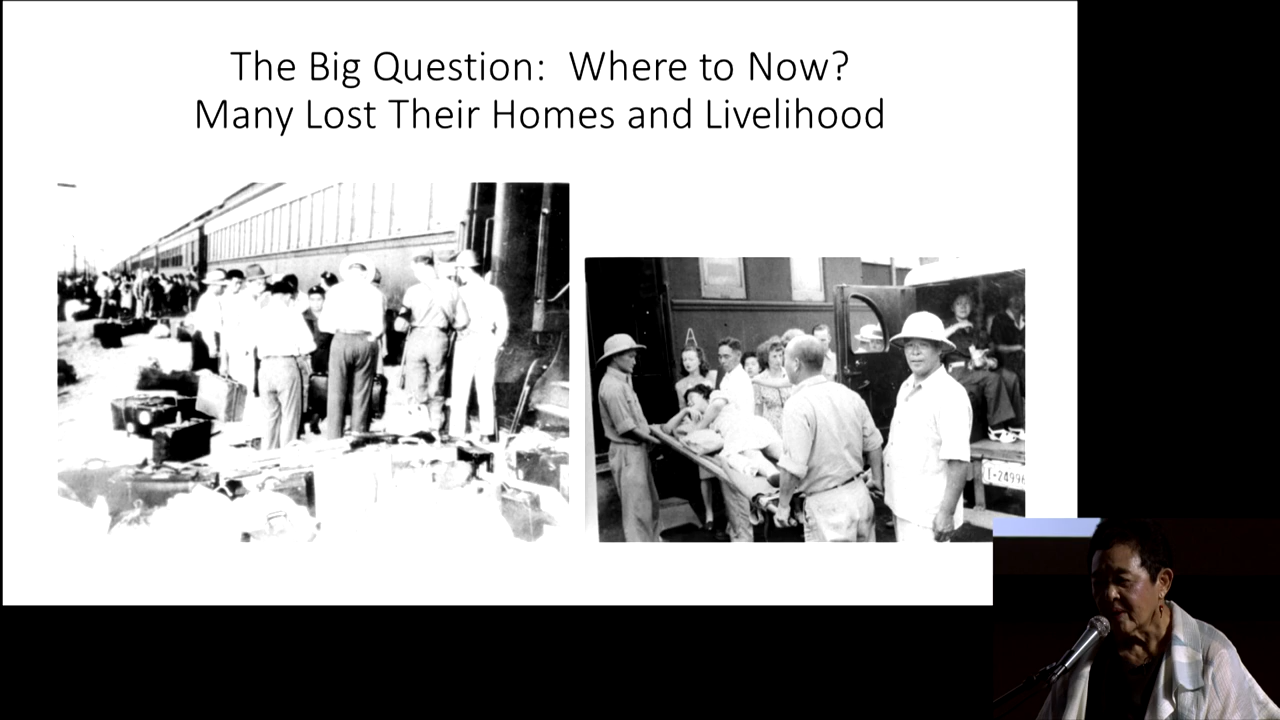 The Big Question:  Where to Now?
Many Lost Their Homes and Livelihood
A